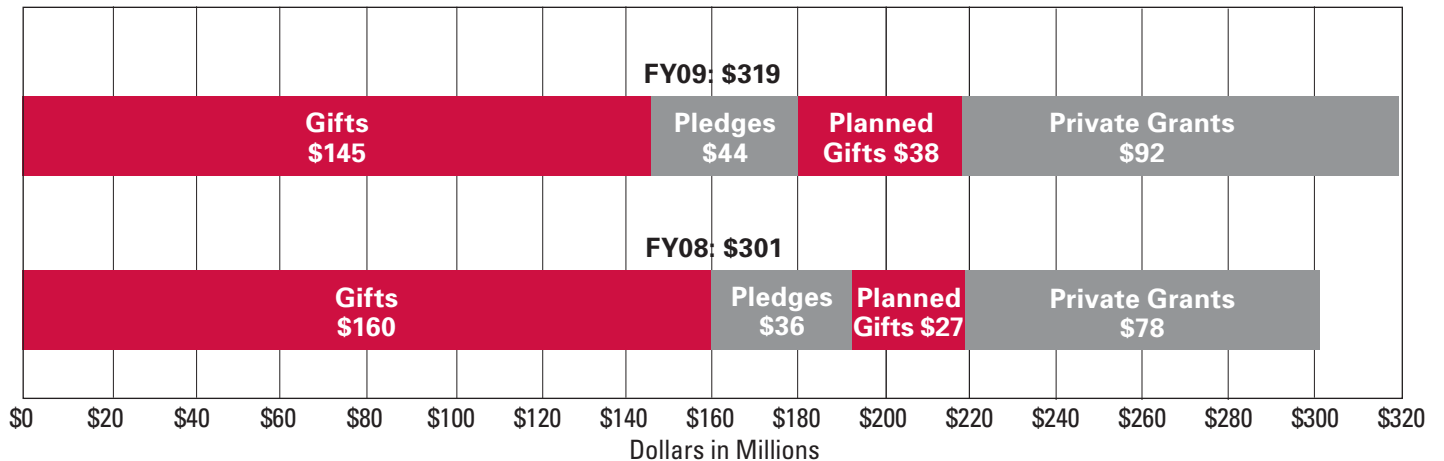 FY09: $319
Gifts
$145
Pledges
$44
Planned
Gifts $38
Private Grants
$92
FY08: $301
Gifts
$160
Pledges
$36
Planned
Gifts $27
Private Grants
$78
$0 $20 $40 $60 $80 $100 $120 $140 $160 $180 $200 $220 $240 $260 $280 $300 $320
Dollars in Millions